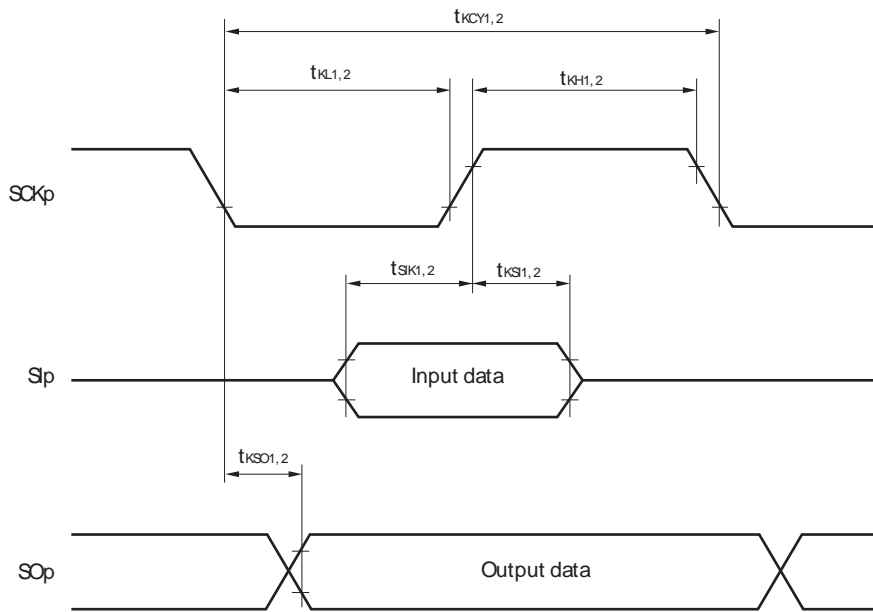 tKCY1, 2
tKL1, 2
tKH1, 2
SCKp
tSIK1, 2
tKSI1, 2
SIp
Input data
tKSO1, 2
SOp
Output data